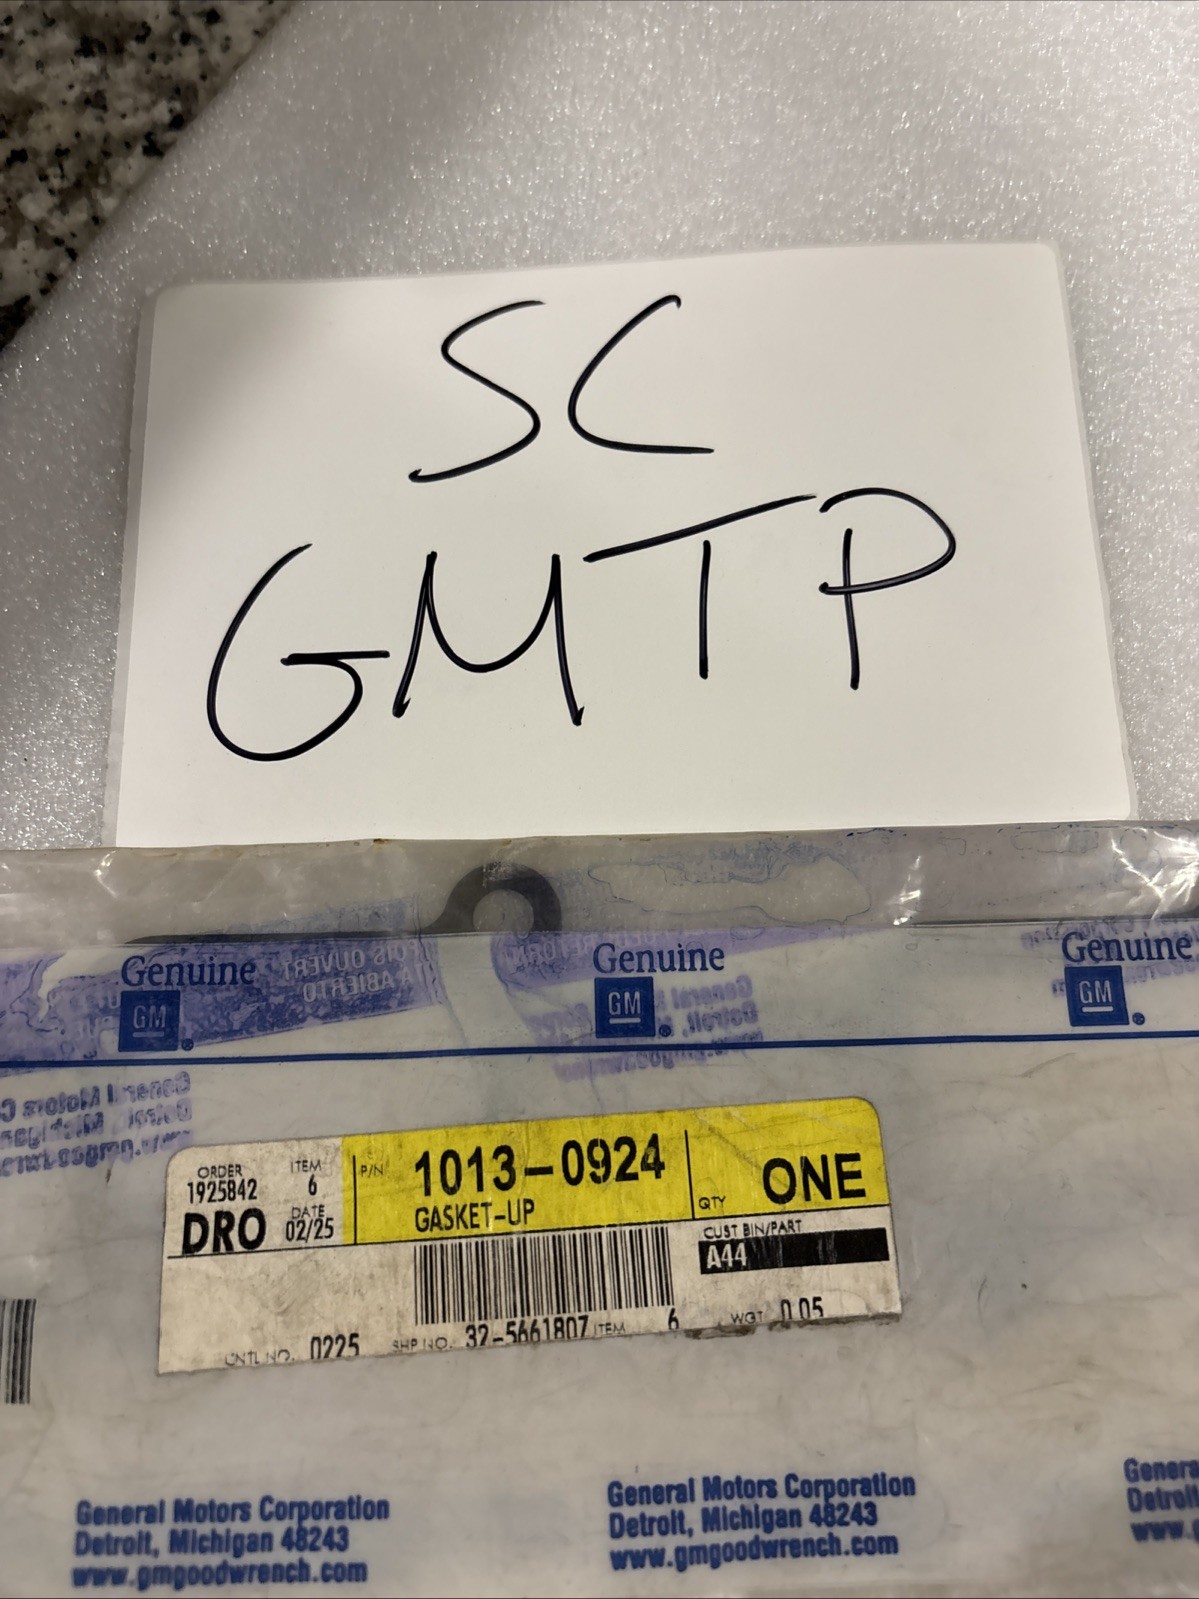 SC
GMTP
Genuine Genuine Genuine
GM® GM® GM®
ORDER
1925842
DRO
ITEM
6
DATE
02/25
P/N 1013-0924
GASKET-UP
QTY ONE
CUST BIN/PART
A44
CNTL NO. 0225 SHP NO. 32-5661807 ITEM 6 WGT 0.05
General Motors Corporation
Detroit, Michigan 48243
www.gmgoodwrench.com
General Motors Corporation
Detroit, Michigan 48243
www.gmgoodwrench.com